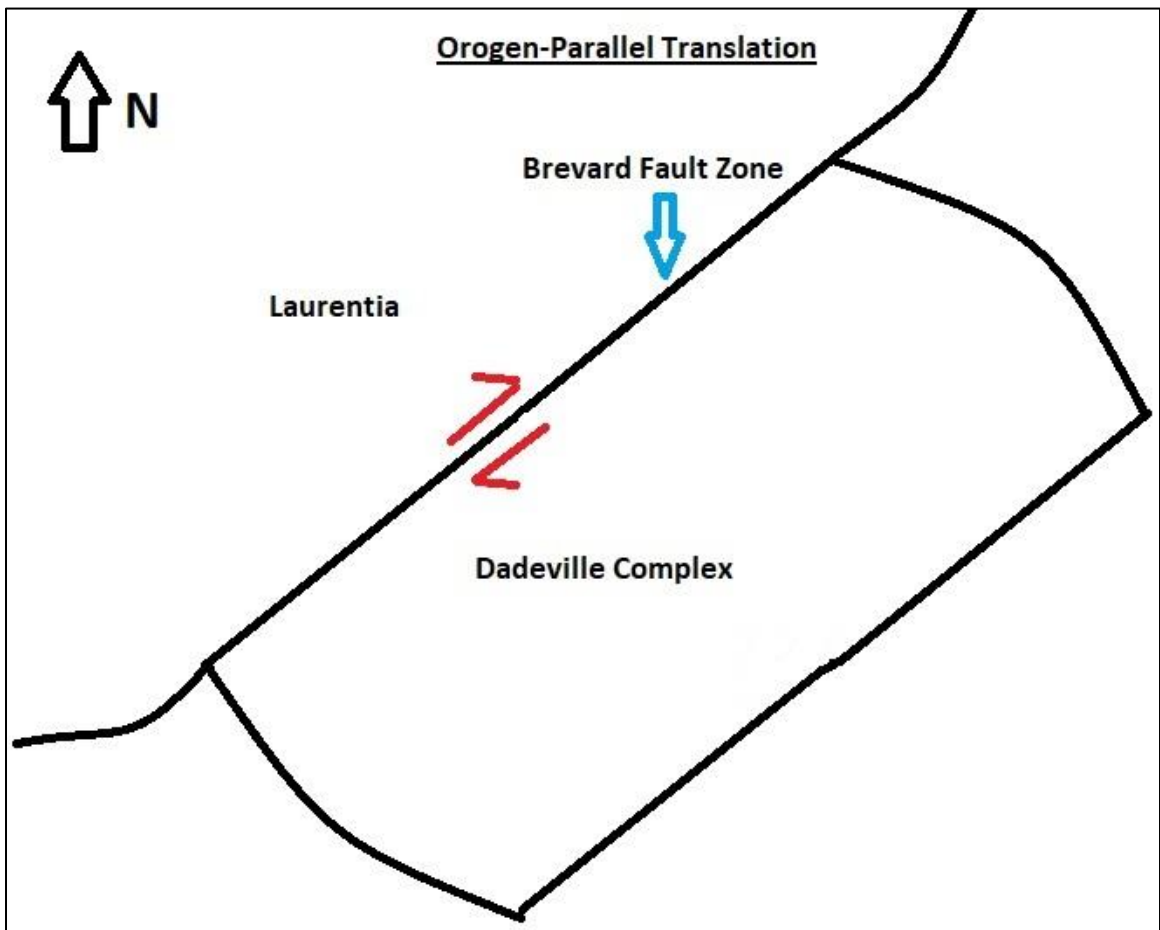 Orogen-Parallel Translation
N
Brevard Fault Zone
Laurentia
Dadeville Complex